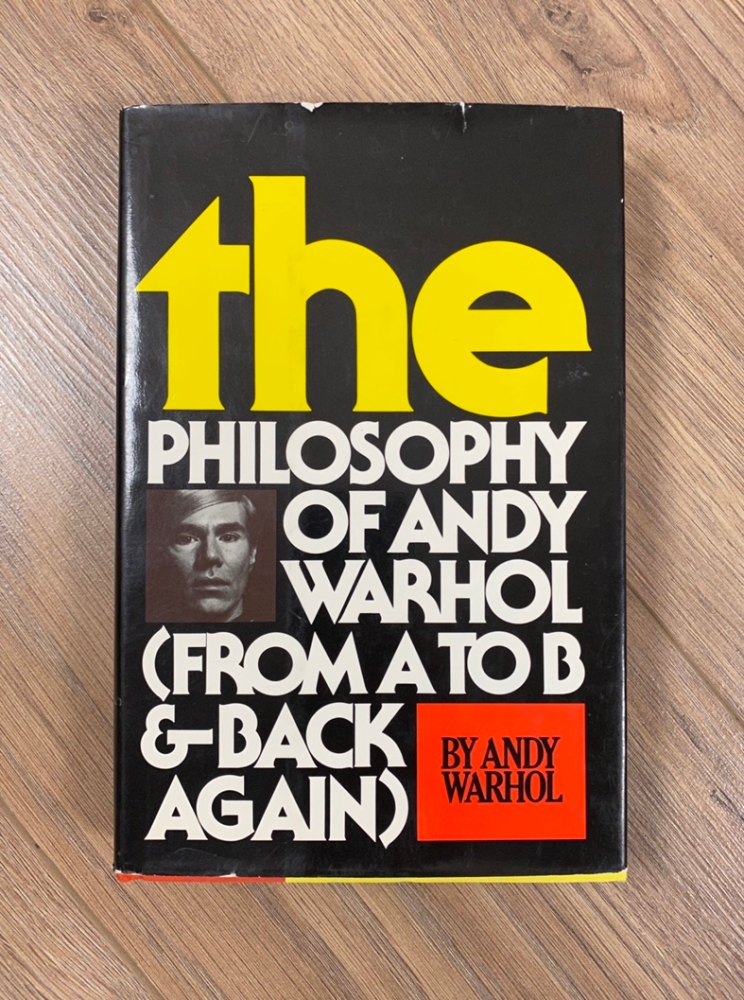 the
PHILOSOPHY
OF ANDY
WARHOL
(FROM A TO B
& BACK
AGAIN)
BY ANDY
WARHOL